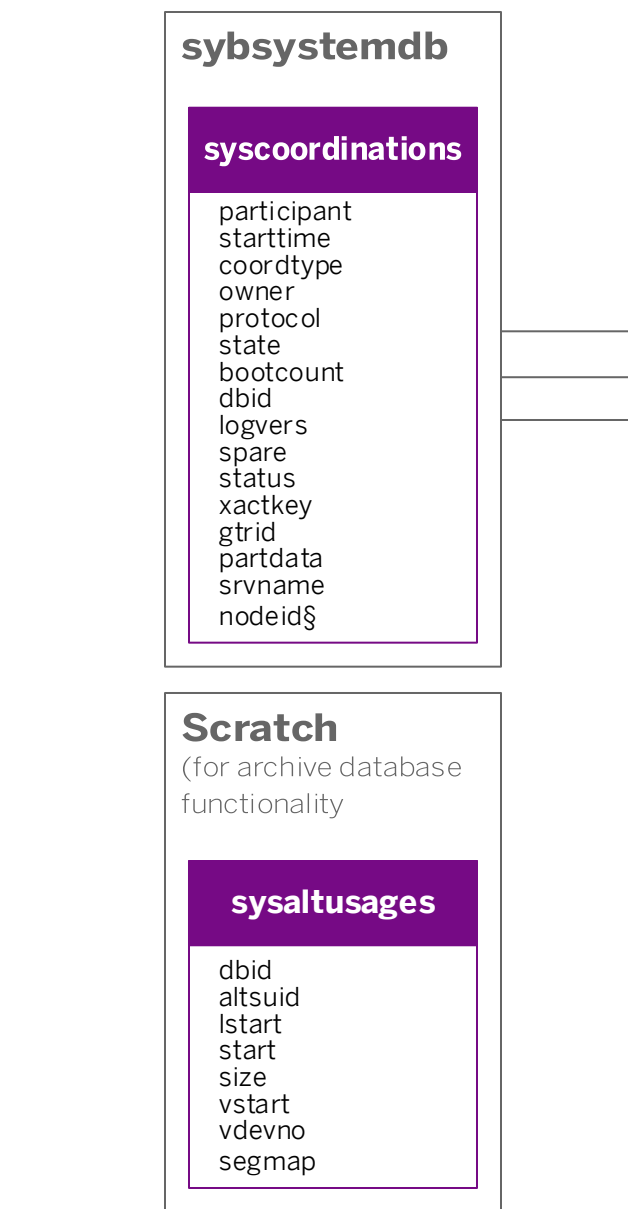 sybsystemdb
syscoordinations
participant
starttime
coordtype
owner
protocol
state
bootcount
dbid
logvers
spare
status
xactkey
gtrid
partdata
srvname
nodeid§
Scratch
(for archive database
functionality
sysaltusages
dbid
altsuid
lstart
start
size
vstart
vdevno
segmap